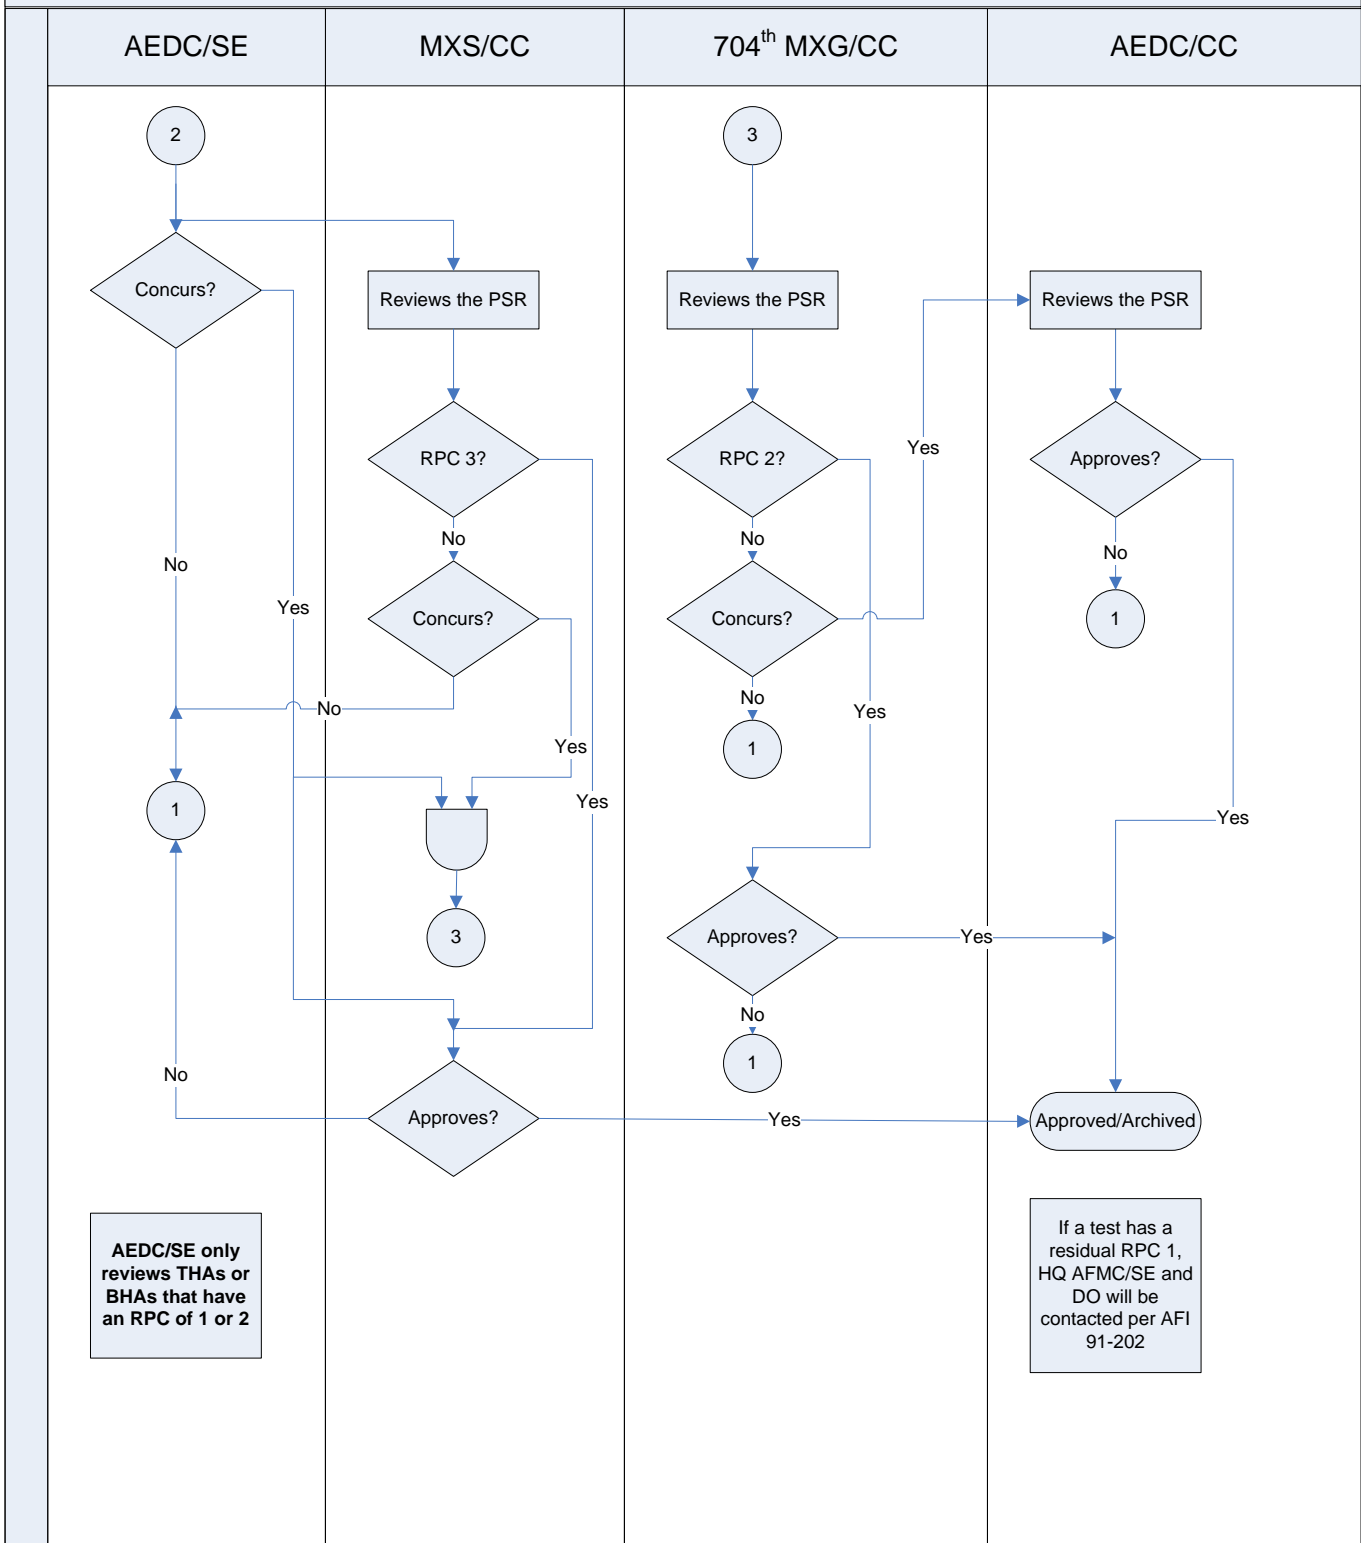 AEDC/SE
MXS/CC
704th MXG/CC
AEDC/CC
2
3
Concurs?
Reviews the PSR
Reviews the PSR
Reviews the PSR
RPC 3?
RPC 2?
Yes
Approves?
No
No
No
No
Yes
Concurs?
Concurs?
1
No
No
Yes
Yes
1
1
Yes
Yes
3
Approves?
Yes
No
1
No
Approves?
Yes
Approved/Archived
AEDC/SE only
reviews THAs or
BHAs that have
an RPC of 1 or 2
If a test has a
residual RPC 1,
HQ AFMC/SE and
DO will be
contacted per AFI
91-202